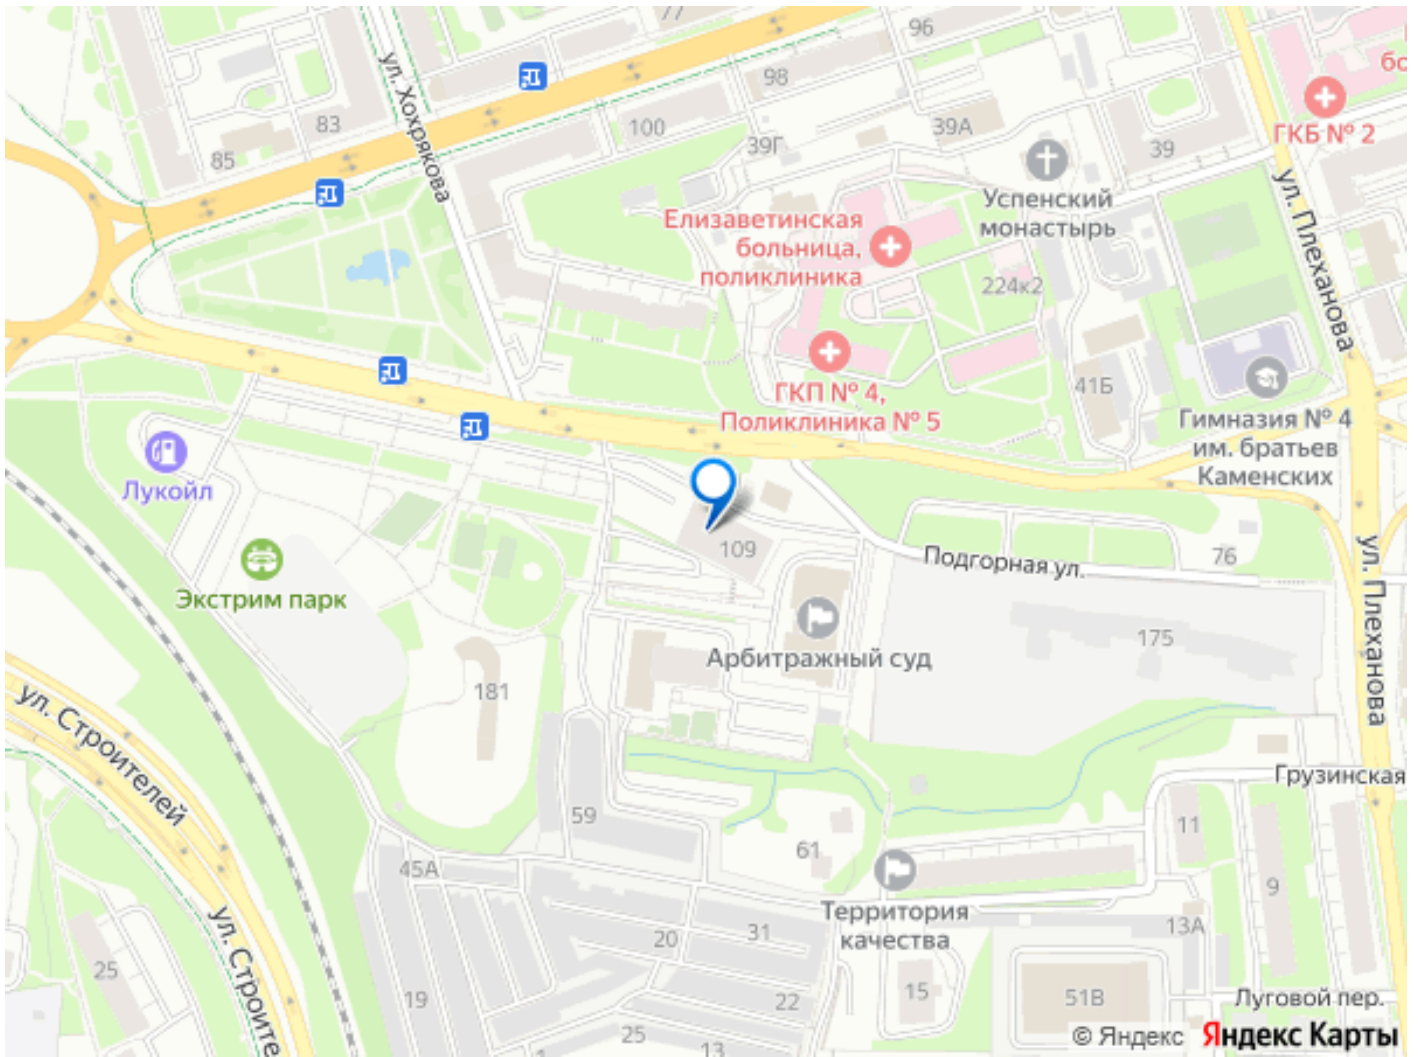 77
96
98
83
85
100
39Г
39А
39
ул. Хохрякова
ГКБ № 2
Успенский
монастырь
Елизаветинская
больница,
поликлиника
224к2
ул. Плеханова
41Б
ГКП № 4,
Поликлиника № 5
Гимназия № 4
им. братьев
Каменских
Лукойл
109
Подгорная ул.
76
Экстрим парк
ул. Плеханова
Арбитражный суд
175
181
ул. Строителей
Грузинская
59
11
61
45А
9
Территория
качества
13А
31
20
25
ул. Строите
19
22
15
51В
Луговой пер.
25
13
© Яндекс Яндекс Карты